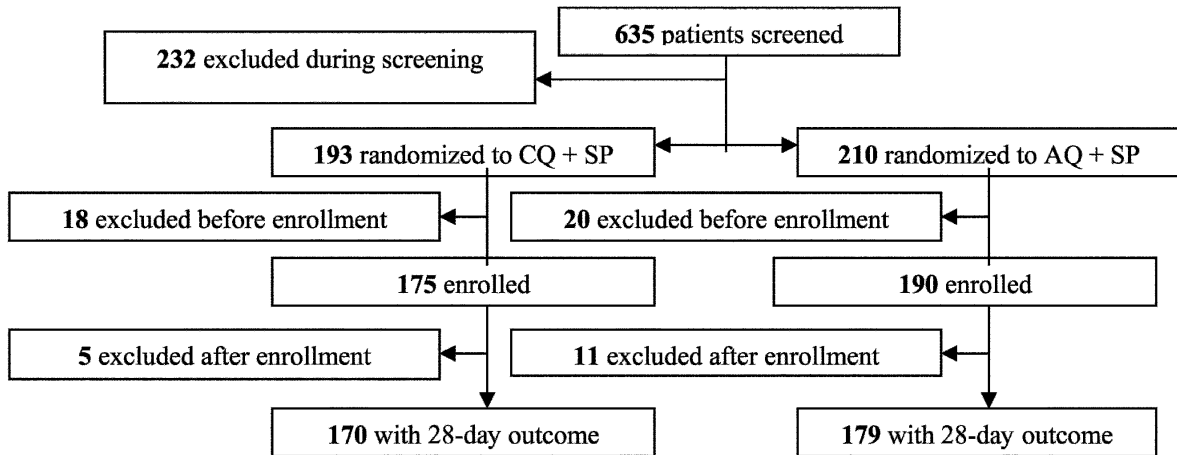 635 patients screened
232 excluded during screening
193 randomized to CQ + SP
210 randomized to AQ + SP
18 excluded before enrollment
20 excluded before enrollment
175 enrolled
190 enrolled
5 excluded after enrollment
11 excluded after enrollment
170 with 28-day outcome
179 with 28-day outcome